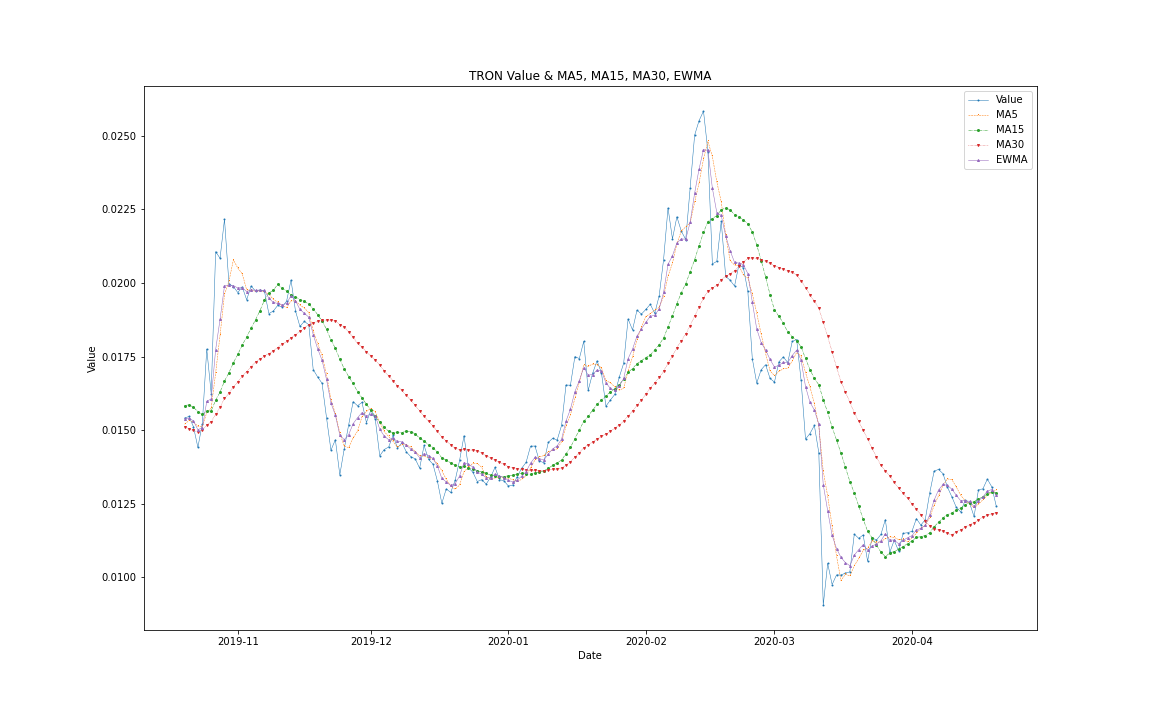 TRON Value & MA5, MA15, MA30, EWMA
Value
MA5
MA15
MA30
EWMA
0.0250
0.0225
0.0200
0.0175
0.0150
0.0125
0.0100
Value
2019-11
2019-12
2020-01
2020-02
2020-03
2020-04
Date